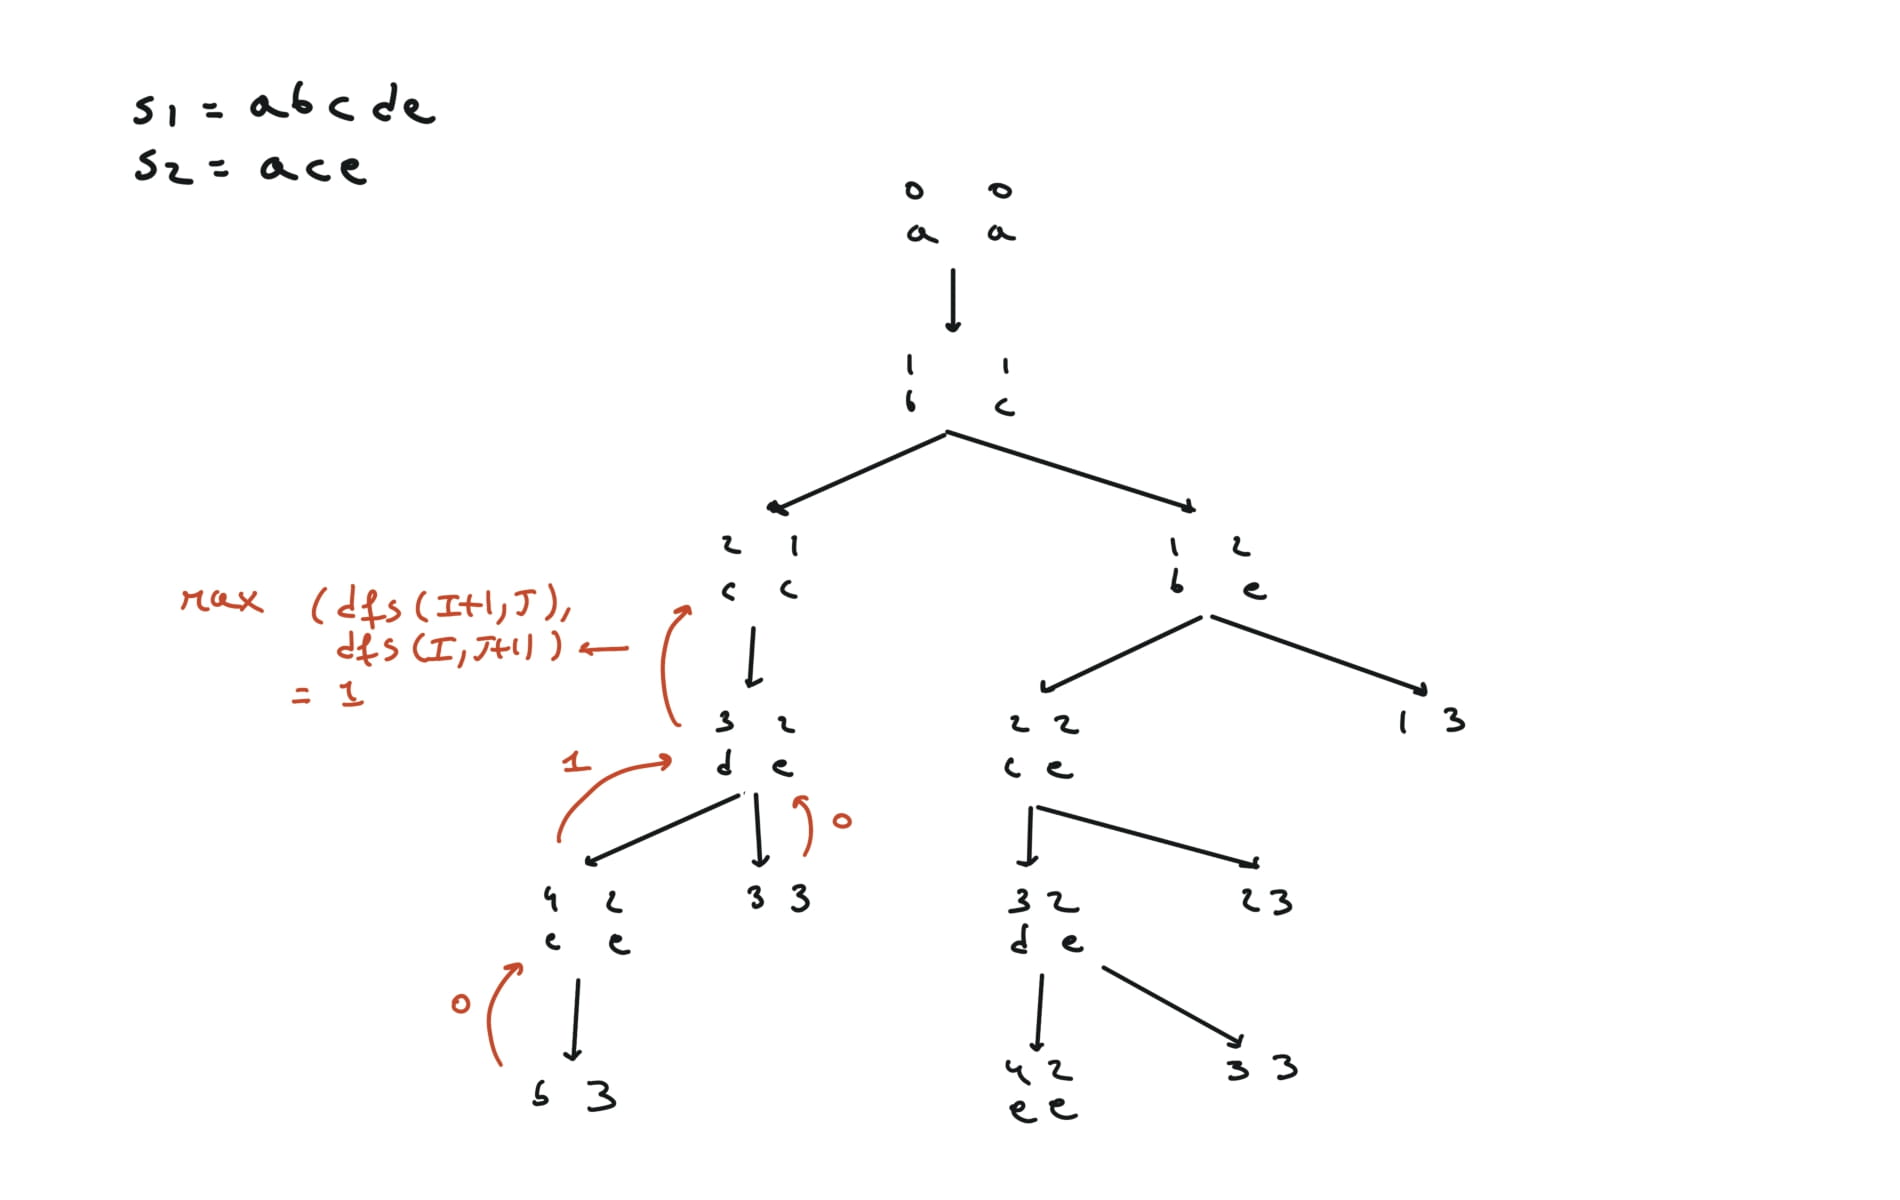 s1 = abcde
s2 = ace
0 0
a a
1 1
b c
2 1
c c
1 2
b e
max (dfs(I+1,J),
dfs(I,J+1))
= 1
3 2
d e
2 2
c e
1 3
1
0
4 2
e e
3 3
3 2
d e
2 3
0
5 3
4 2
e e
3 3